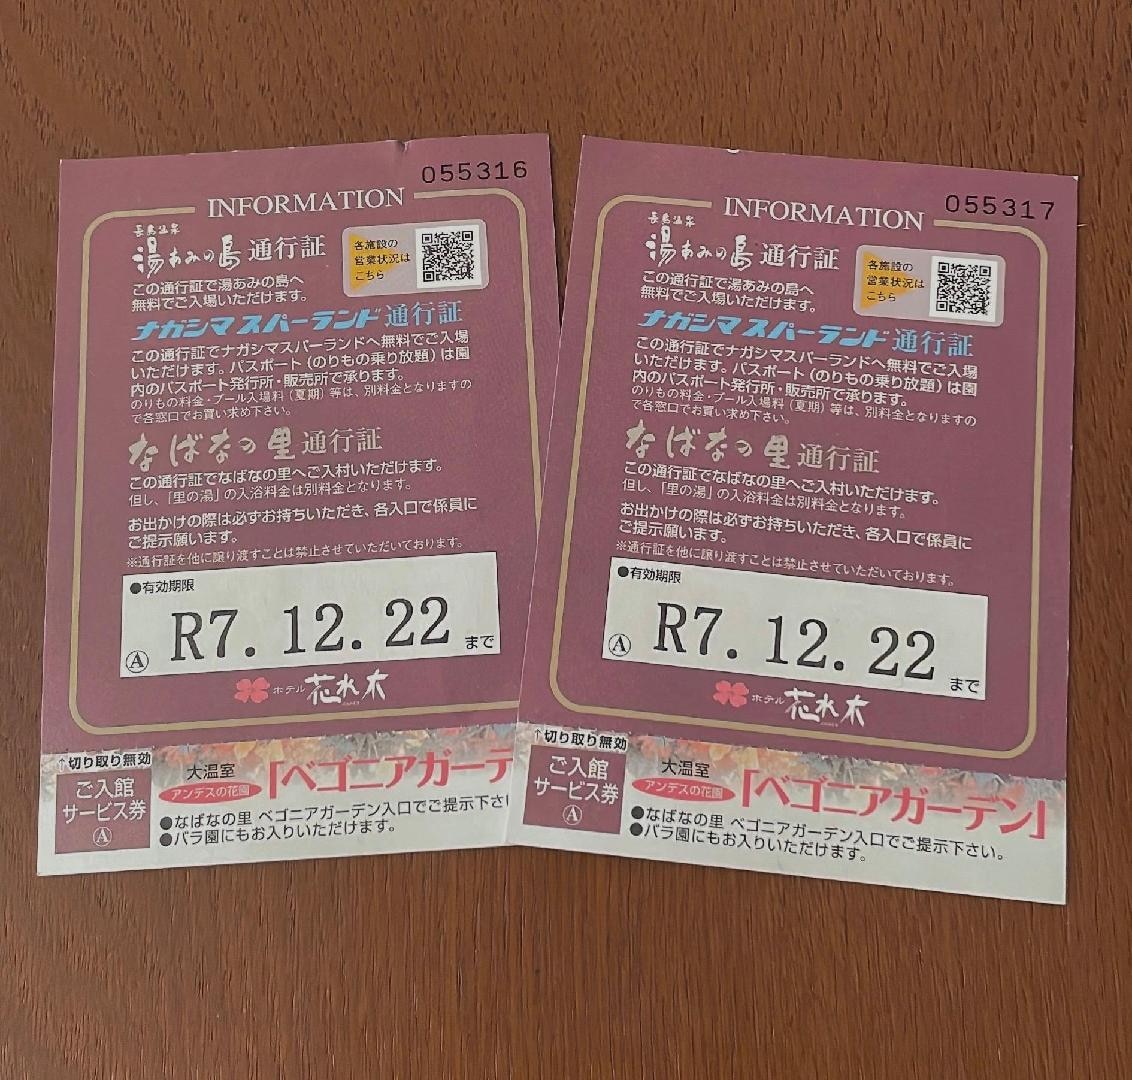 055316
INFORMATION
長島温泉
湯あみの島 通行証
各施設の
営業状況は
こちら
この通行証で湯あみの島へ
無料でご入場いただけます。
ナガシマスパーランド 通行証
この通行証でナガシマスパーランドへ無料でご入場
いただけます。パスポート（のりもの乗り放題）は園
内のパスポート発行所・販売所で承ります。
のりもの料金・プール入場料（夏期）等は、別料金となりますの
で各窓口でお買い求め下さい。
なばなの里 通行証
この通行証でなばなの里へご入村いただけます。
但し、「里の湯」の入浴料金は別料金となります。
お出かけの際は必ずお持ちいただき、各入口で係員に
ご提示願います。
※通行証を他に譲り渡すことは禁止させていただいております。
●有効期限
Ⓐ R7.12.22 まで
ホテル 花水木
↑切り取り無効
ご入館
サービス券
Ⓐ
大温室
アンデスの花園
「ベゴニアガーデ
●なばなの里 ベゴニアガーデン入口でご提示下さい
●バラ園にもお入りいただけます。
055317
INFORMATION
長島温泉
湯あみの島 通行証
各施設の
営業状況は
こちら
この通行証で湯あみの島へ
無料でご入場いただけます。
ナガシマスパーランド 通行証
この通行証でナガシマスパーランドへ無料でご入場
いただけます。パスポート（のりもの乗り放題）は園
内のパスポート発行所・販売所で承ります。
のりもの料金・プール入場料（夏期）等は、別料金となりますの
で各窓口でお買い求め下さい。
なばなの里 通行証
この通行証でなばなの里へご入村いただけます。
但し、「里の湯」の入浴料金は別料金となります。
お出かけの際は必ずお持ちいただき、各入口で係員に
ご提示願います。
※通行証を他に譲り渡すことは禁止させていただいております。
●有効期限
Ⓐ R7.12.22 まで
ホテル 花水木
↑切り取り無効
ご入館
サービス券
Ⓐ
大温室
アンデスの花園
「ベゴニアガーデン」
●なばなの里 ベゴニアガーデン入口でご提示下さい。
●バラ園にもお入りいただけます。